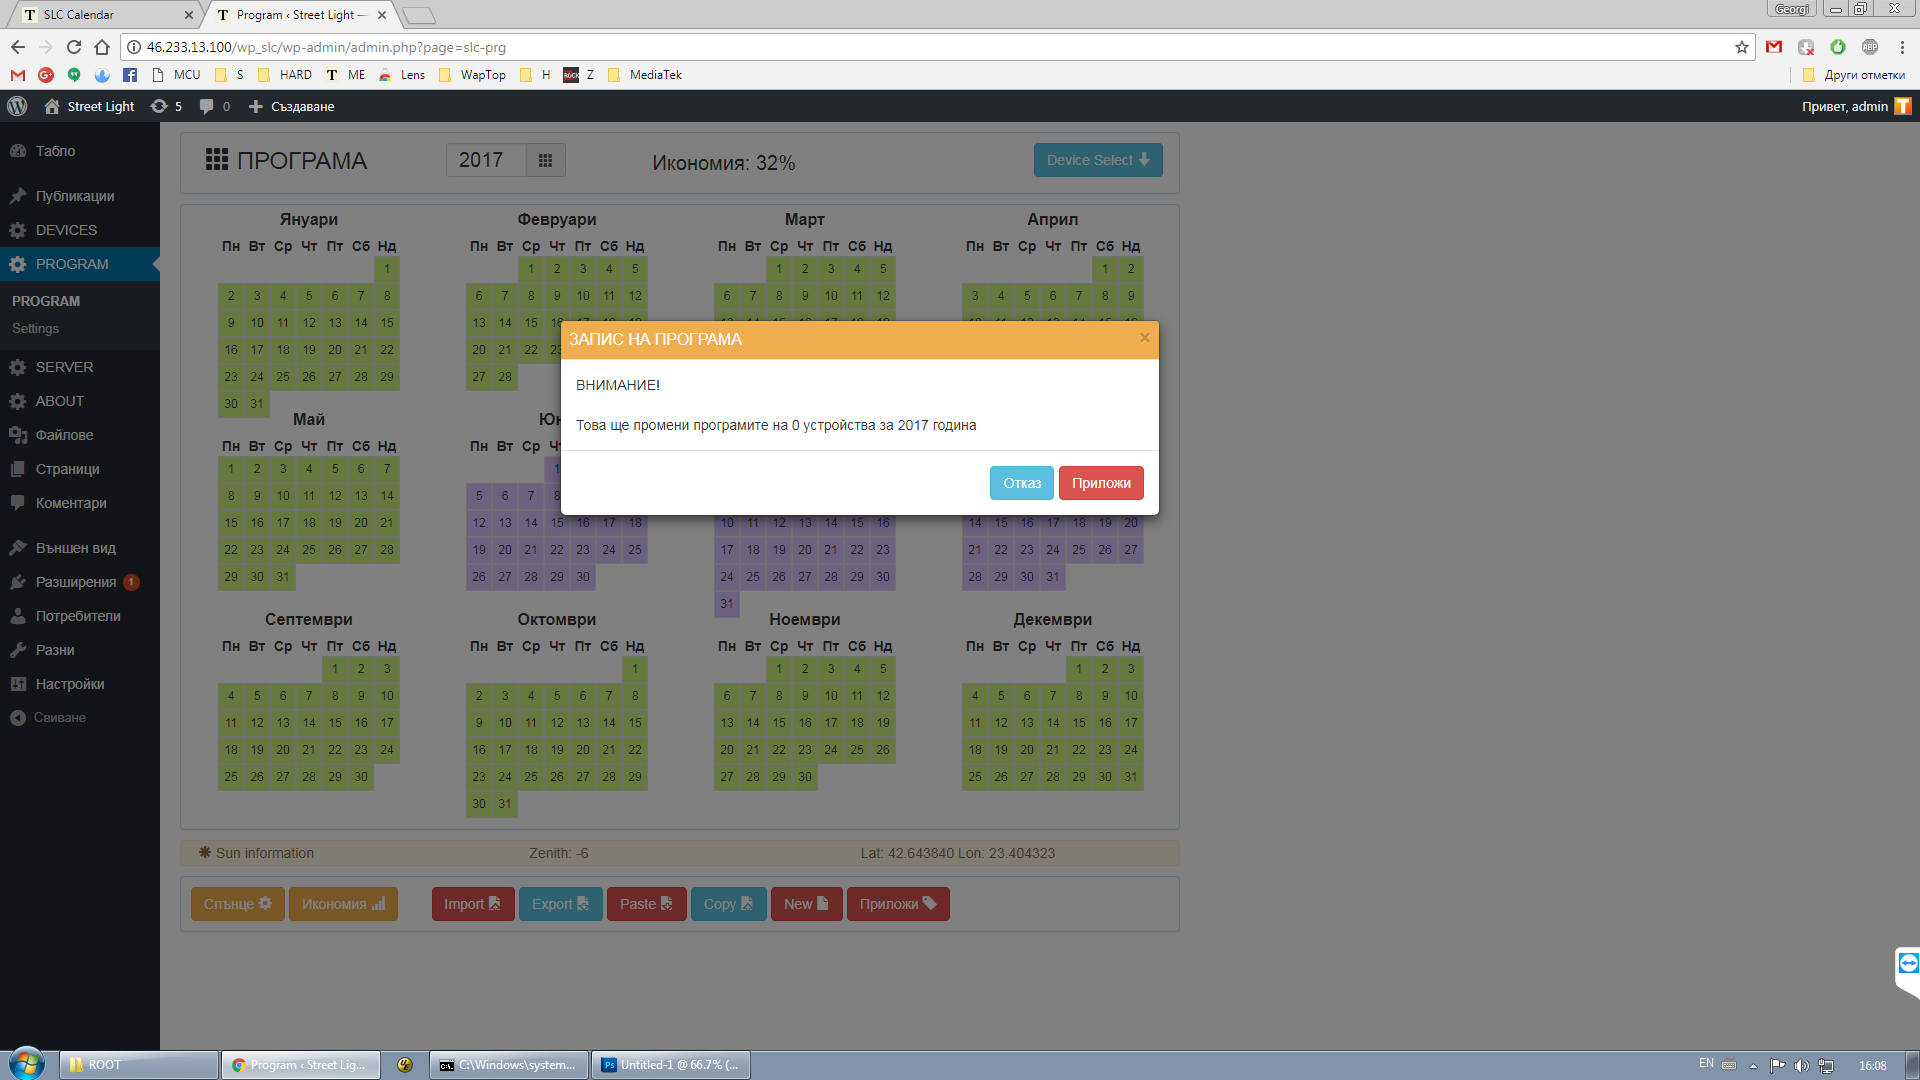 SLC Calendar
Program ‹ Street Light —
Georgi
46.233.13.100/wp_slc/wp-admin/admin.php?page=slc-prg
MCU S HARD T ME Lens WapTop H Z MediaTek Други отметки
Street Light 5 0 + Създаване Привет, admin
Табло
Публикации
DEVICES
PROGRAM
PROGRAM
Settings
SERVER
ABOUT
Файлове
Страници
Коментари
Външен вид
Разширения 1
Потребители
Разни
Настройки
Свиване
ПРОГРАМА 2017 Икономия: 32% Device Select
Януари
Пн Вт Ср Чт Пт Сб Нд
1
2 3 4 5 6 7 8
9 10 11 12 13 14 15
16 17 18 19 20 21 22
23 24 25 26 27 28 29
30 31
Февруари
Пн Вт Ср Чт Пт Сб Нд
1 2 3 4 5
6 7 8 9 10 11 12
13 14 15
20 21 22
27 28
Март
Пн Вт Ср Чт Пт Сб Нд
1 2 3 4 5
6 7 8 9 10 11 12
Април
Пн Вт Ср Чт Пт Сб Нд
1 2
3 4 5 6 7 8 9
ЗАПИС НА ПРОГРАМА ×
ВНИМАНИЕ!
Това ще промени програмите на 0 устройства за 2017 година
Отказ Приложи
Май
Пн Вт Ср Чт Пт Сб Нд
1 2 3 4 5 6 7
8 9 10 11 12 13 14
15 16 17 18 19 20 21
22 23 24 25 26 27 28
29 30 31
Пн Вт Ср
1
5 6 7 8
12 13 14 15 16 17 18
19 20 21 22 23 24 25
26 27 28 29 30
10 11 12 13 14 15 16
17 18 19 20 21 22 23
24 25 26 27 28 29 30
31
14 15 16 17 18 19 20
21 22 23 24 25 26 27
28 29 30 31
Септември
Пн Вт Ср Чт Пт Сб Нд
1 2 3
4 5 6 7 8 9 10
11 12 13 14 15 16 17
18 19 20 21 22 23 24
25 26 27 28 29 30
Октомври
Пн Вт Ср Чт Пт Сб Нд
1
2 3 4 5 6 7 8
9 10 11 12 13 14 15
16 17 18 19 20 21 22
23 24 25 26 27 28 29
30 31
Ноември
Пн Вт Ср Чт Пт Сб Нд
1 2 3 4 5
6 7 8 9 10 11 12
13 14 15 16 17 18 19
20 21 22 23 24 25 26
27 28 29 30
Декември
Пн Вт Ср Чт Пт Сб Нд
1 2 3
4 5 6 7 8 9 10
11 12 13 14 15 16 17
18 19 20 21 22 23 24
25 26 27 28 29 30 31
Sun information Zenith: -6 Lat: 42.643840 Lon: 23.404323
Слънце Икономия Import Export Paste Copy New Приложи
ROOT
Program ‹ Street Lig...
C:\Windows\system...
Untitled-1 @ 66.7% (...
EN
16:08